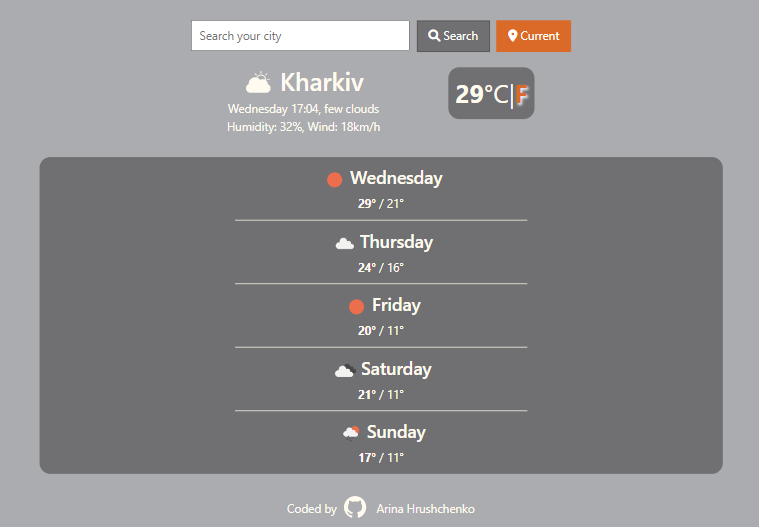 Search your city Search Current
Kharkiv 29°C|F
Wednesday 17:04, few clouds
Humidity: 32%, Wind: 18km/h
Wednesday
29° / 21°
Thursday
24° / 16°
Friday
20° / 11°
Saturday
21° / 11°
Sunday
17° / 11°
Coded by Arina Hrushchenko